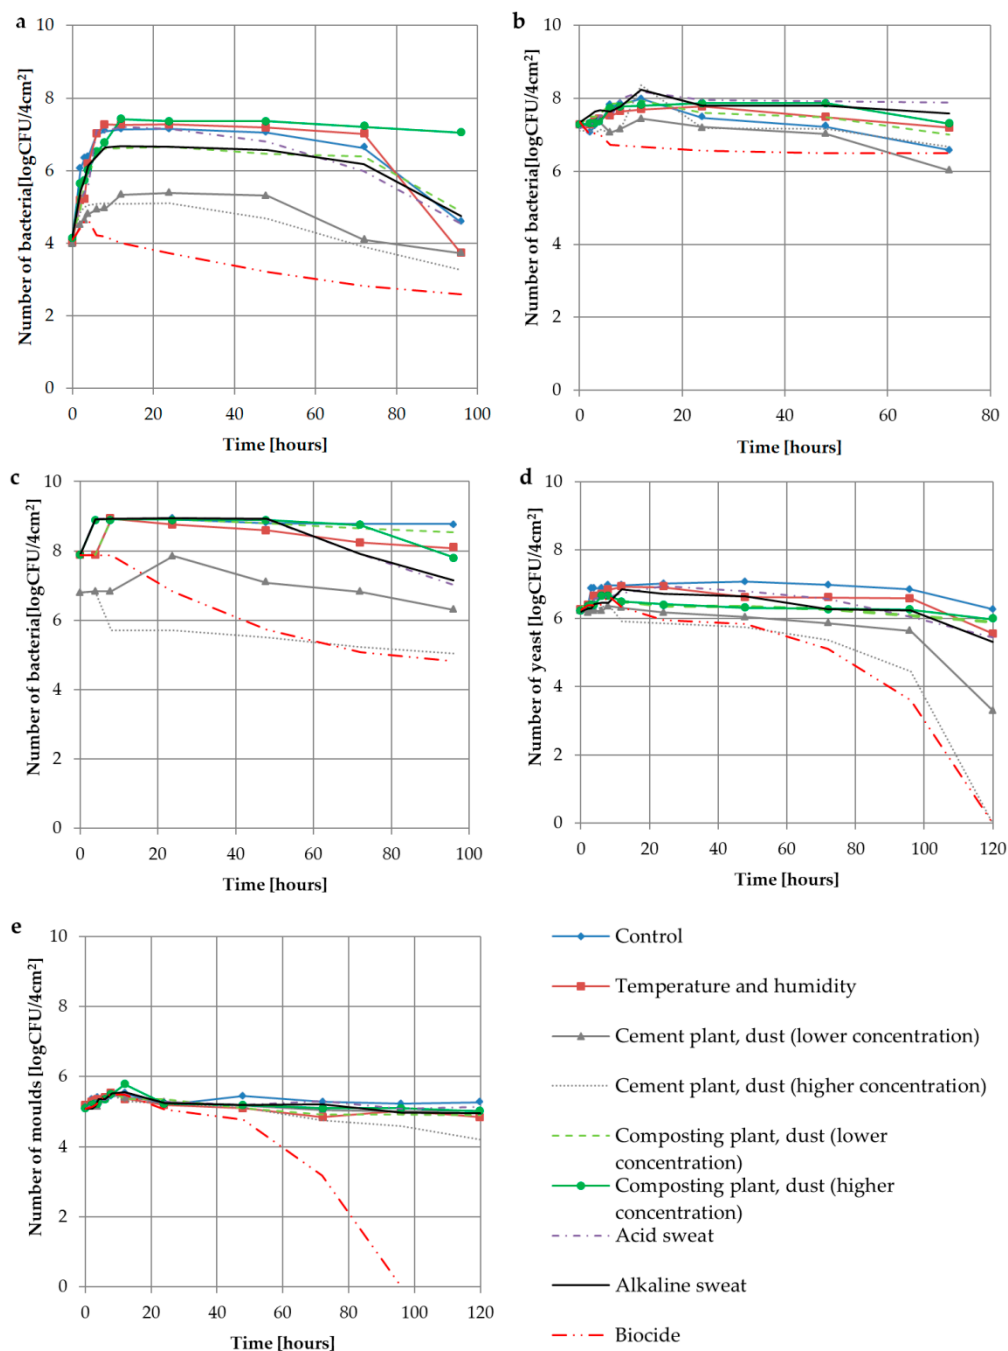 a
Number of bacteria[logCFU/4cm²]
10
8
6
4
2
0
0 20 40 60 80 100
Time [hours]
b
Number of bacteria[logCFU/4cm²]
10
8
6
4
2
0
0 20 40 60 80
Time [hours]
c
Number of bacteria[logCFU/4cm²]
10
8
6
4
2
0
0 20 40 60 80 100
Time [hours]
d
Number of yeast [logCFU/4cm²]
10
8
6
4
2
0
0 20 40 60 80 100 120
Time [hours]
e
Number of moulds [logCFU/4cm²]
10
8
6
4
2
0
0 20 40 60 80 100 120
Time [hours]
Control
Temperature and humidity
Cement plant, dust (lower concentration)
Cement plant, dust (higher concentration)
Composting plant, dust (lower
concentration)
Composting plant, dust (higher
concentration)
Acid sweat
Alkaline sweat
Biocide